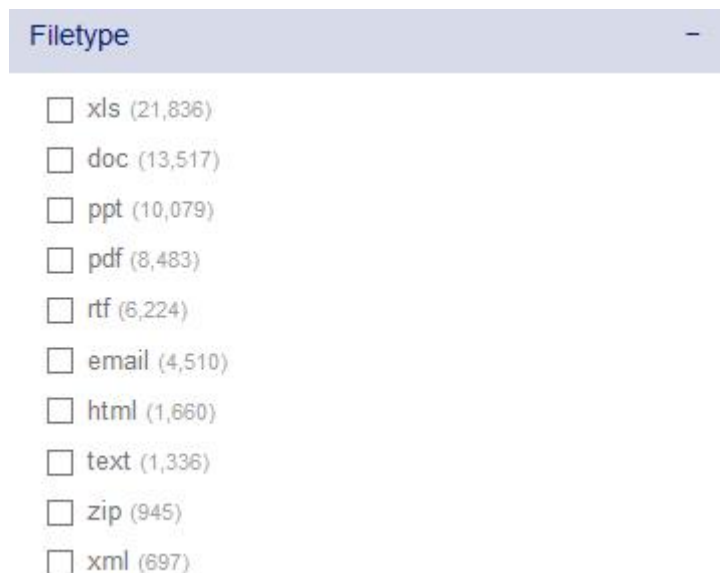 Filetype −
xls (21,836)
doc (13,517)
ppt (10,079)
pdf (8,483)
rtf (6,224)
email (4,510)
html (1,660)
text (1,336)
zip (945)
xml (697)